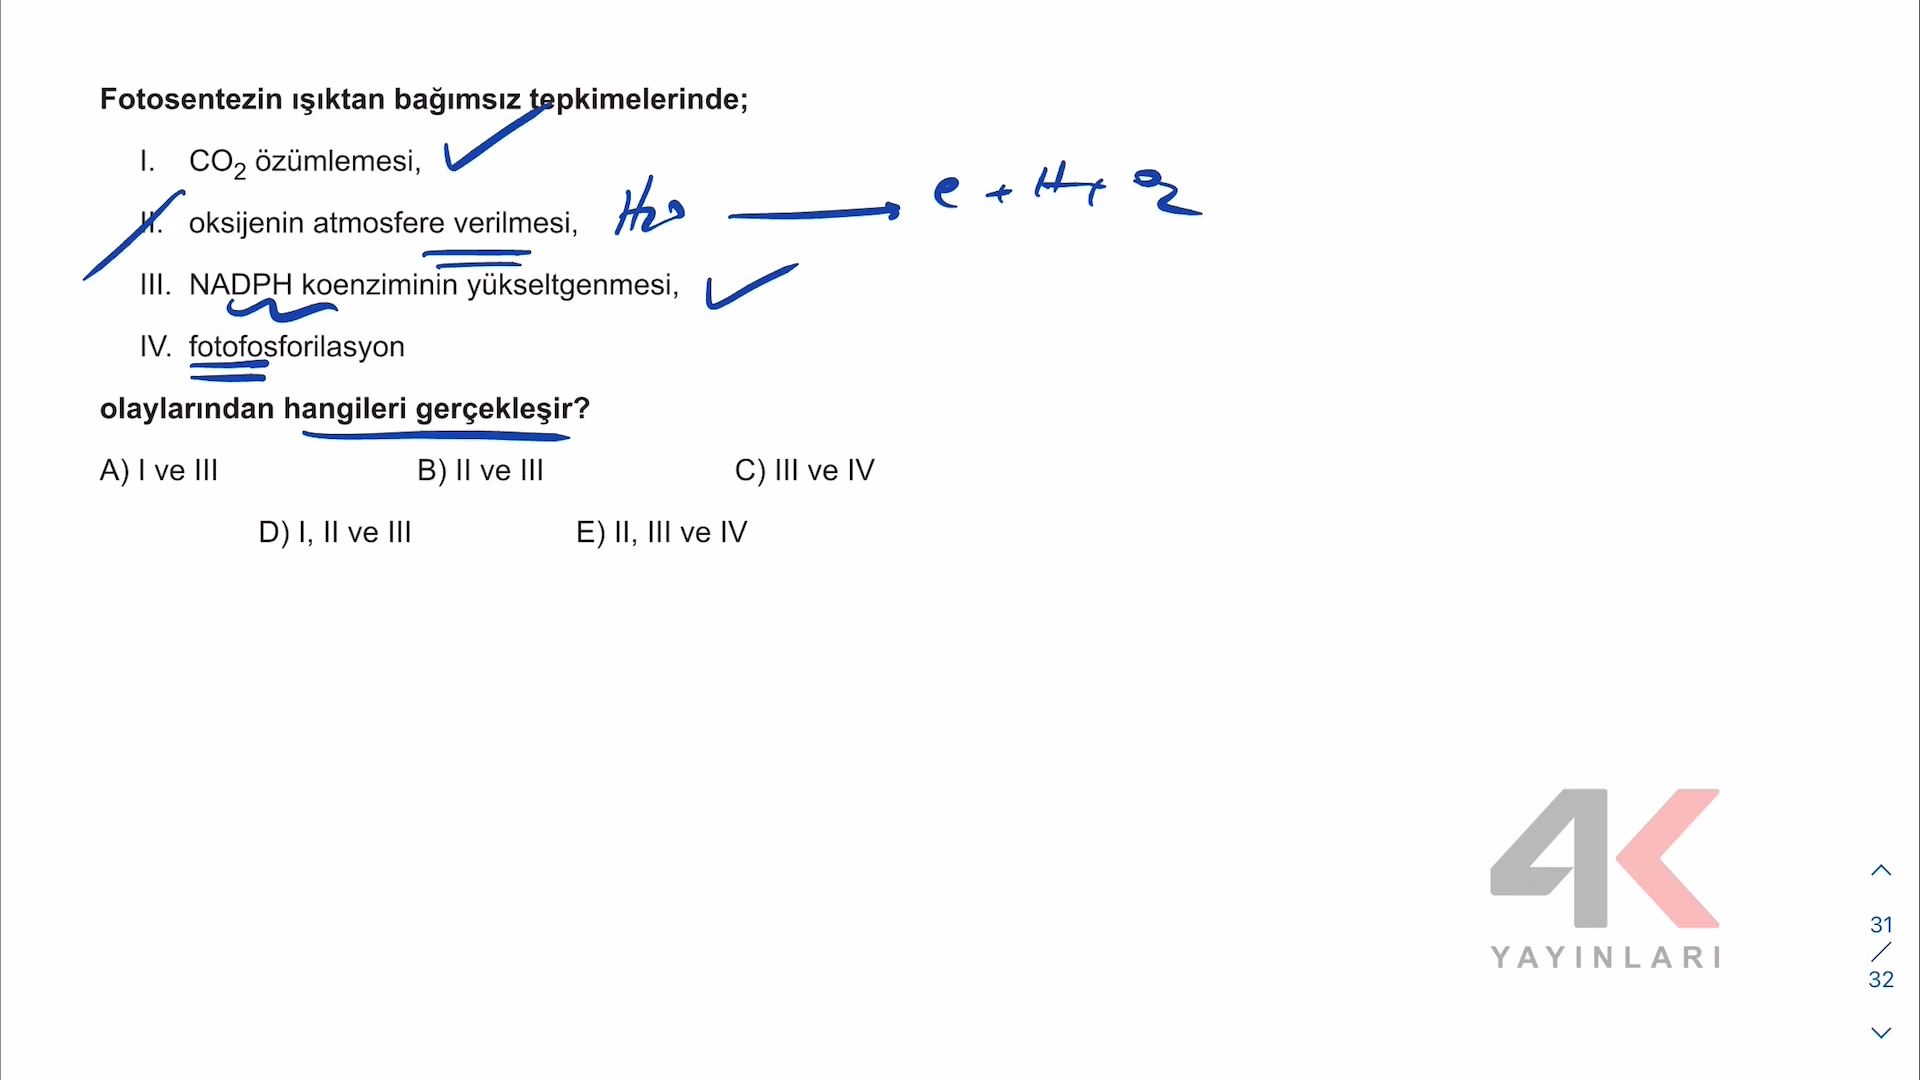 Fotosentezin ışıktan bağımsız tepkimelerinde;
I. CO₂ özümlemesi,
II. oksijenin atmosfere verilmesi, H₂O → e + H + O₂
III. NADPH koenziminin yükseltgenmesi,
IV. fotofosforilasyon
olaylarından hangileri gerçekleşir?
A) I ve III B) II ve III C) III ve IV
D) I, II ve III E) II, III ve IV
4K
YAYINLARI
31
/
32